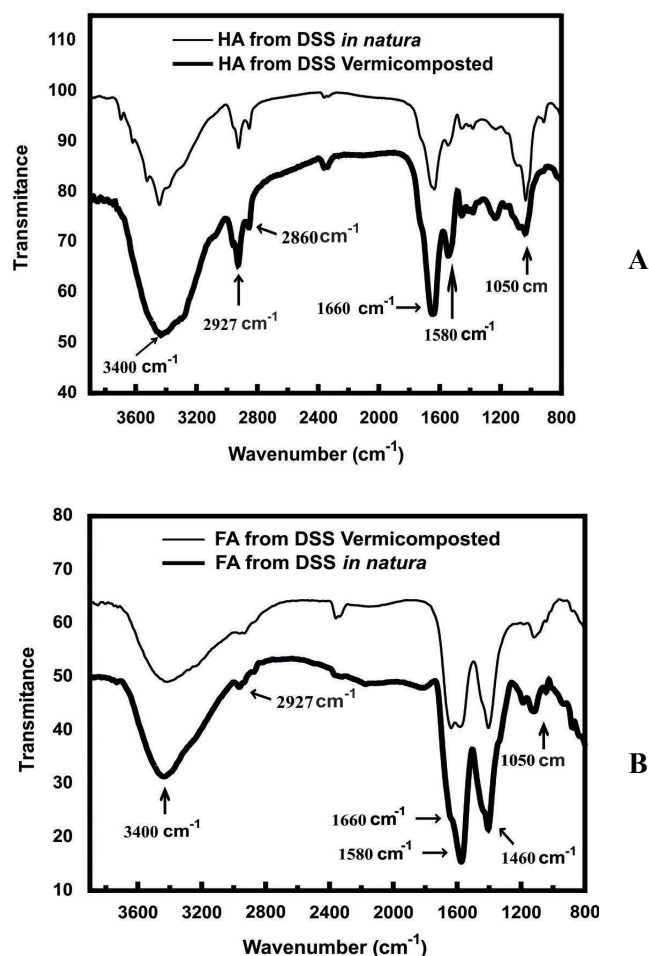 115
110
100
90
80
70
60
50
40
Transmitance
HA from DSS in natura
HA from DSS Vermicomposted
2860 cm-1
2927 cm-1
3400 cm-1
1660 cm-1
1580 cm-1
1050 cm
A
3600 3200 2800 2400 2000 1600 1200 800
Wavenumber (cm-1)
80
70
60
50
40
30
20
10
Transmitance
FA from DSS Vermicomposted
FA from DSS in natura
2927 cm-1
1050 cm
3400 cm-1
1660 cm-1
1580 cm-1
1460 cm-1
B
3600 3200 2800 2400 2000 1600 1200 800
Wavenumber (cm-1)